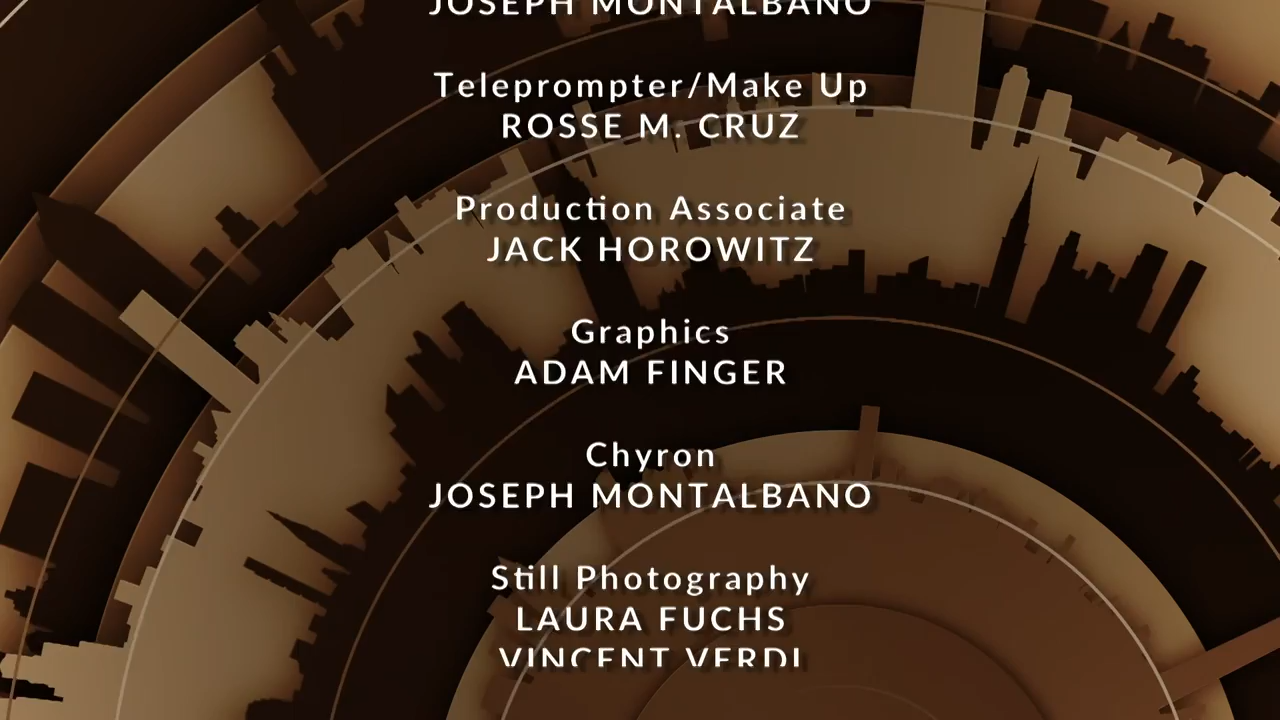 JOSEPH MONTALBANO
Teleprompter/Make Up
ROSSE M. CRUZ
Production Associate
JACK HOROWITZ
Graphics
ADAM FINGER
Chyron
JOSEPH MONTALBANO
Still Photography
LAURA FUCHS
VINCENT VERDI